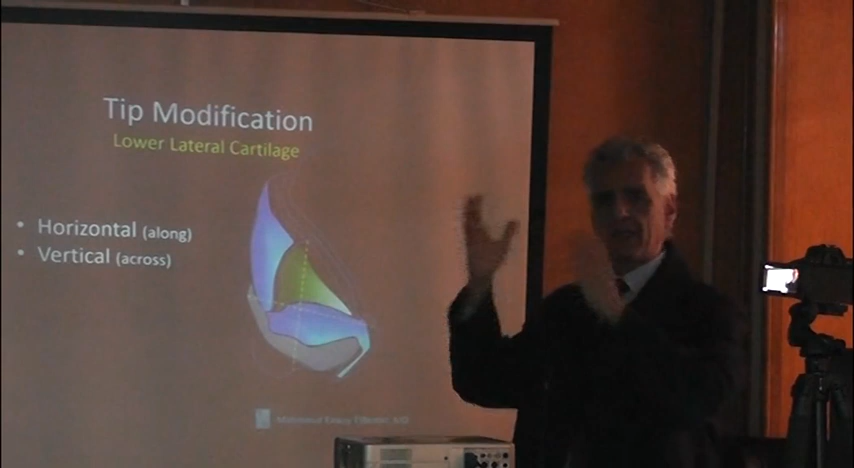 Tip Modification
Lower Lateral Cartilage
• Horizontal (along)
• Vertical (across)